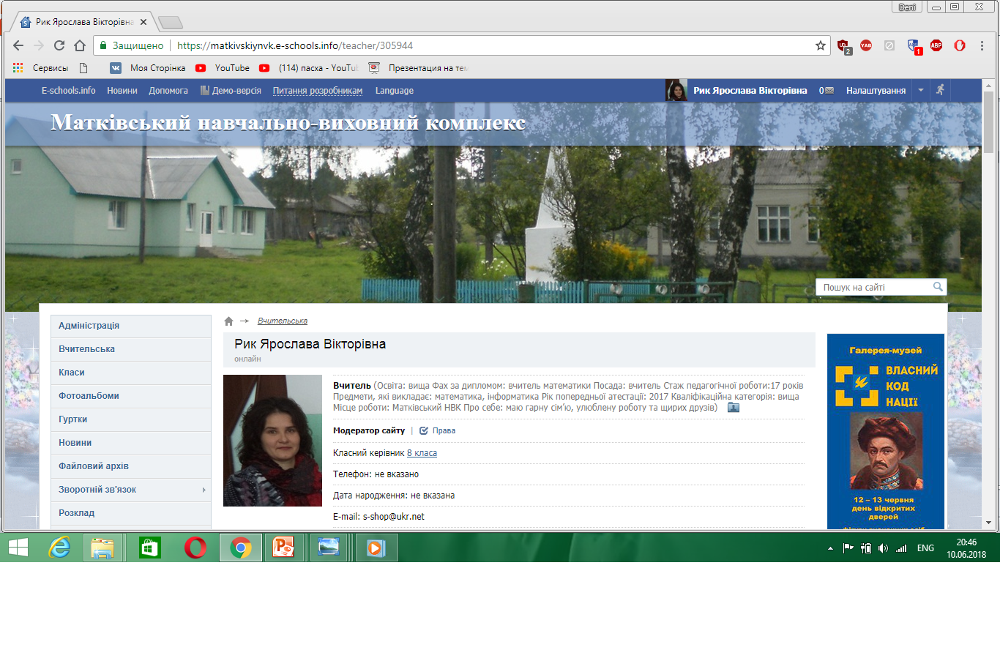 Deni
Рик Ярослава Вікторівна
Защищено
https://matkivskiynvk.e-schools.info/teacher/305944
2
YAB
1
ABP
Сервисы
Моя Сторінка
YouTube
(114) пасха - YouTu
Презентация на тем
E-schools.info
Новини
Допомога
Демо-версія
Питання розробникам
Language
Рик Ярослава Вікторівна
0
Налаштування
Матківський навчально-виховний комплекс
Пошук на сайті
Адміністрація
Вчительська
Класи
Фотоальбоми
Гуртки
Новини
Файловий архів
Зворотній зв'язок
Розклад
Вчительська
Рик Ярослава Вікторівна
онлайн
Вчитель (Освіта: вища Фах за дипломом: вчитель математики Посада: вчитель Стаж педагогічної роботи:17 років
Предмети, які викладає: математика, інформатика Рік попередньої атестації: 2017 Кваліфікаційна категорія: вища
Місце роботи: Матківський НВК Про себе: маю гарну сім'ю, улюблену роботу та щирих друзів)
Модератор сайту | Права
Класний керівник 8 класа
Телефон: не вказано
Дата народження: не вказана
E-mail: s-shop@ukr.net
Галерея-музей
ВЛАСНИЙ
КОД
НАЦІЇ
12 – 13 червня
день відкритих
дверей
ENG
20:46
10.06.2018